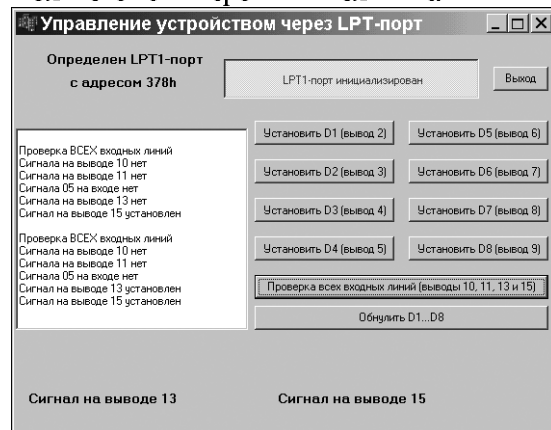 Управление устройством через LPT-порт
Определен LPT1-порт
с адресом 378h
LPT1-порт инициализирован
Выход
Проверка ВСЕХ входных линий
Сигнала на выводе 10 нет
Сигнала на выводе 11 нет
Сигнала 05 на входе нет
Сигнала на выводе 13 нет
Сигнал на выводе 15 установлен
Проверка ВСЕХ входных линий
Сигнала на выводе 10 нет
Сигнала на выводе 11 нет
Сигнала 05 на входе нет
Сигнал на выводе 13 установлен
Сигнал на выводе 15 установлен
Установить D1 (вывод 2)
Установить D5 (вывод 6)
Установить D2 (вывод 3)
Установить D6 (вывод 7)
Установить D3 (вывод 4)
Установить D7 (вывод 8)
Установить D4 (вывод 5)
Установить D8 (вывод 9)
Проверка всех входных линий (выводы 10, 11, 13 и 15)
Обнулить D1...D8
Сигнал на выводе 13
Сигнал на выводе 15